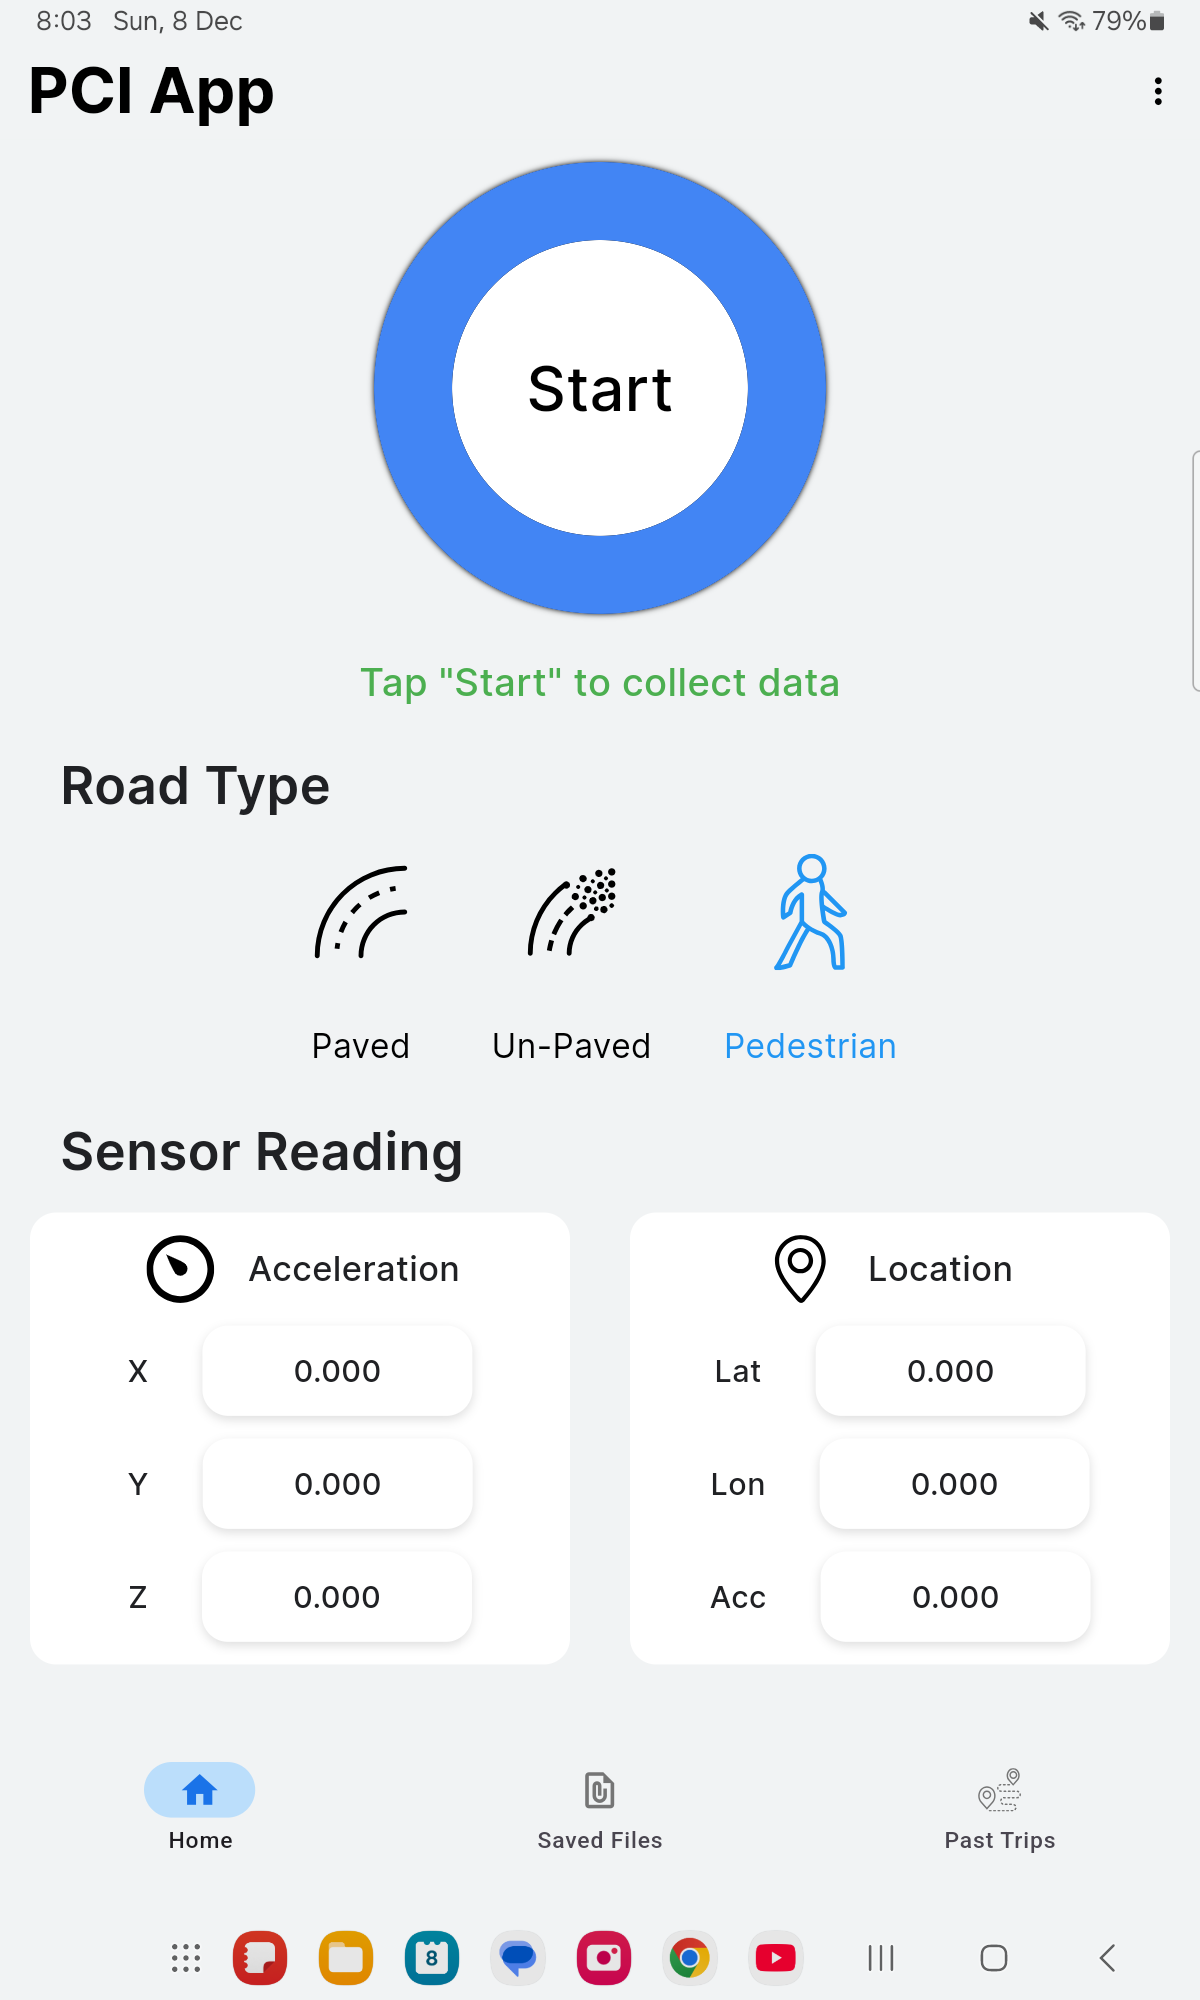 8:03 Sun, 8 Dec 79%
PCI App
Start
Tap "Start" to collect data
Road Type
Paved Un-Paved Pedestrian
Sensor Reading
Acceleration
X 0.000
Y 0.000
Z 0.000
Location
Lat 0.000
Lon 0.000
Acc 0.000
Home Saved Files Past Trips
8